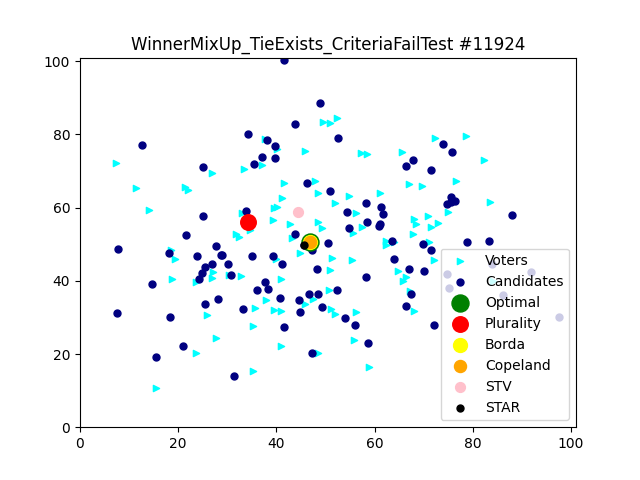 WinnerMixUp_TieExists_CriteriaFailTest #11924
100
80
60
40
20
0
0 20 40 60 80 100
Voters
Candidates
Optimal
Plurality
Borda
Copeland
STV
STAR